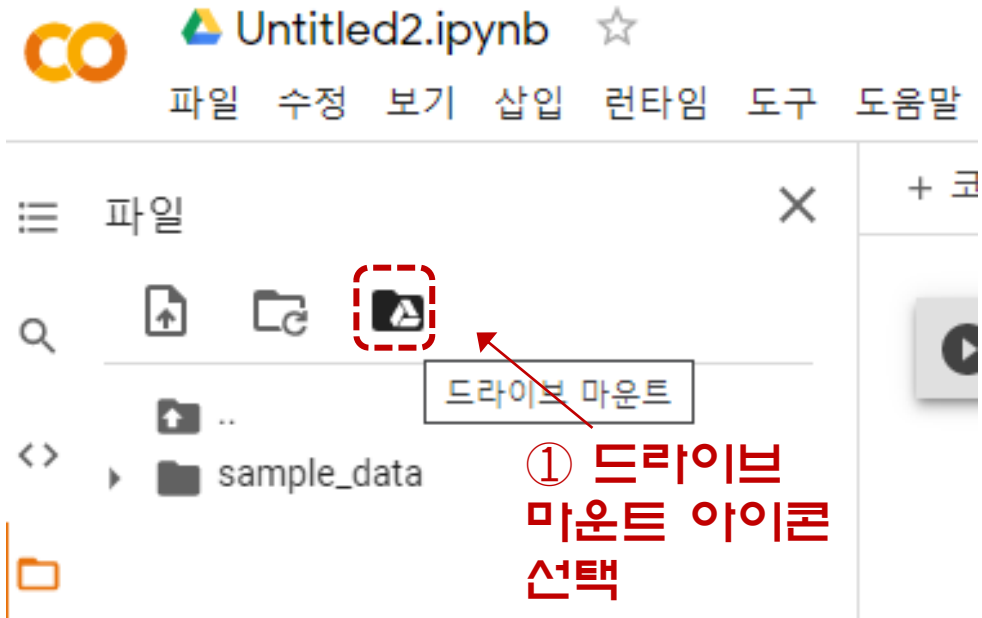 Untitled2.ipynb
파일 수정 보기 삽입 런타임 도구 도움말
파일
+ 코
드라이브 마운트
..
sample_data
① 드라이브
마운트 아이콘
선택